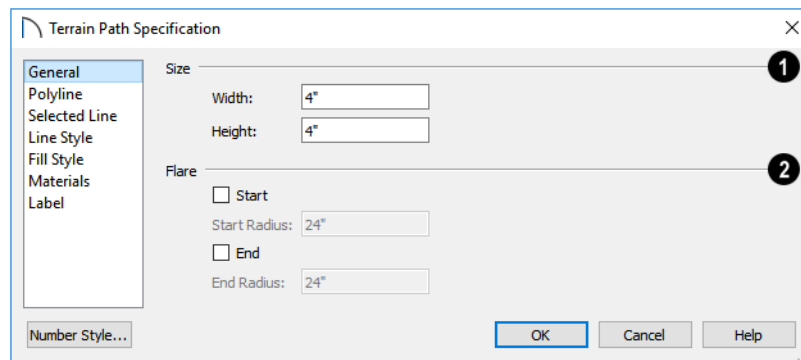 Terrain Path Specification
General
Polyline
Selected Line
Line Style
Fill Style
Materials
Label
Size
1
Width: 4"
Height: 4"
Flare
2
Start
Start Radius: 24"
End
End Radius: 24"
Number Style...
OK
Cancel
Help